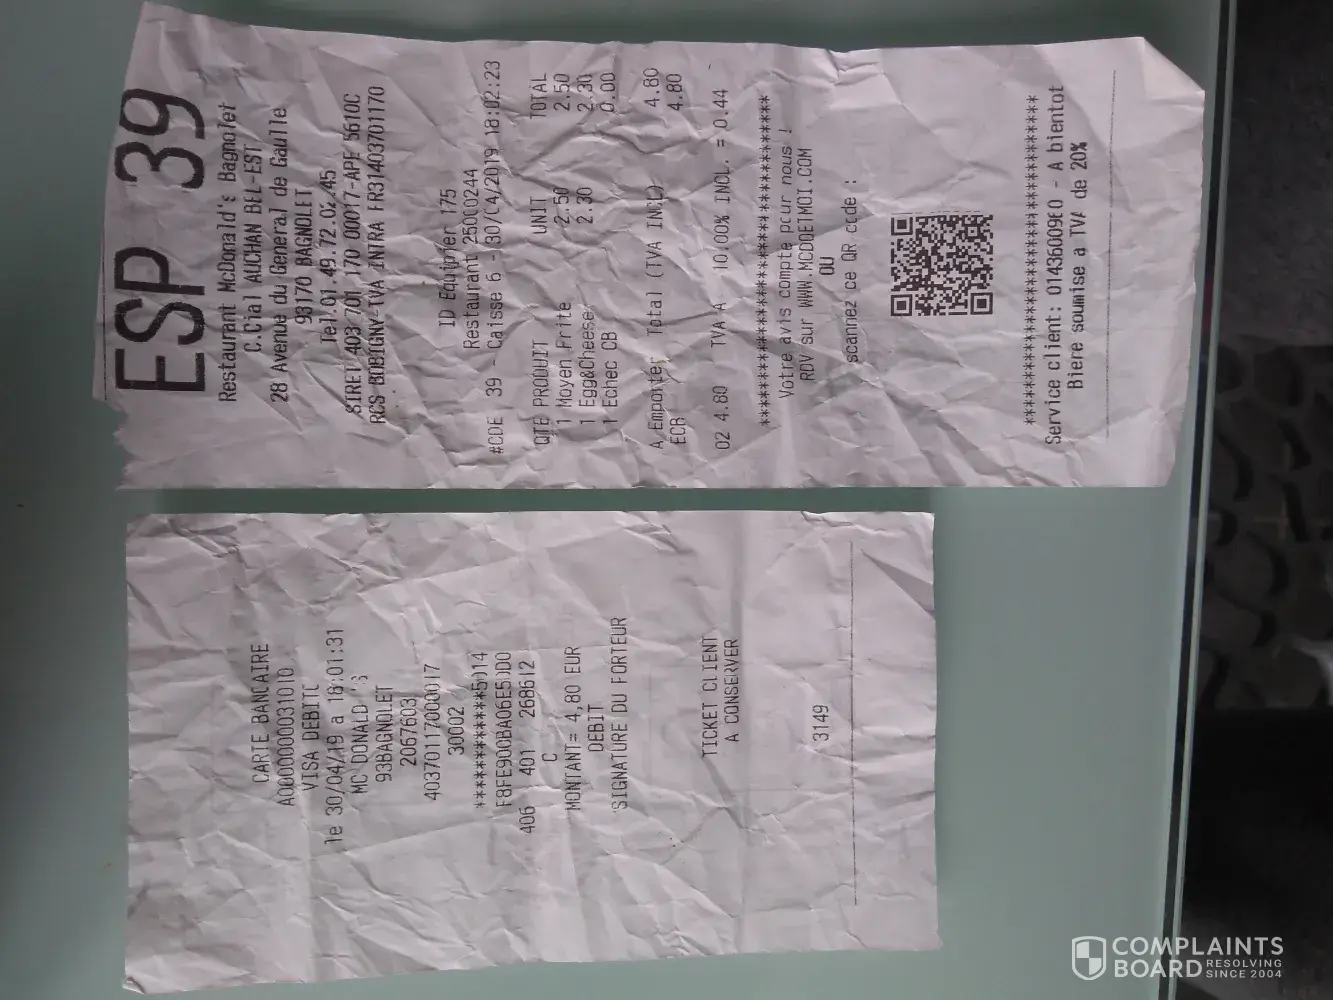 ESP 39
Restaurant McDonald's Bagnolet
C.Cial AUCHAN BEL-EST
28 Avenue du General de Gaulle
93170 BAGNOLET
Tel.01.49.72.02.45
SIRET 403 701 170 00017-APE 5610C
RCS BOBIGNY-TVA INTRA FR31403701170
ID Equipier 175
Restaurant 25000244
#CDE 39 - Caisse 6 - 30/04/2019 18:02:23
QTE PRODUIT UNIT TOTAL
1 Moyen Frite 2.50 2.50
1 Egg&Cheese 2.30 2.30
1 Echec CB 0.00
A Emporter Total (TVA INCL) 4.80
ECB 4.80
02 4.80 TVA A 10.00% INCL. = 0.44
****************************************
Votre avis compte pour nous !
RDV sur WWW.MCDOETMOI.COM
OU
scannez ce QR code :
****************************************
Service client: 0143600980 - A bientot
Biere soumise a TVA de 20%
CARTE BANCAIRE
A0000000031010
VISA DEBIT
le 30/04/19 a 18:01:31
MC DONALD 'S
93BAGNOLET
2067603
40370117000017
30002
************5014
406 401 268612
C
MONTANT= 4,80 EUR
DEBIT
SIGNATURE DU PORTEUR
TICKET CLIENT
A CONSERVER
3149
COMPLAINTS
BOARD RESOLVING
SINCE 2004